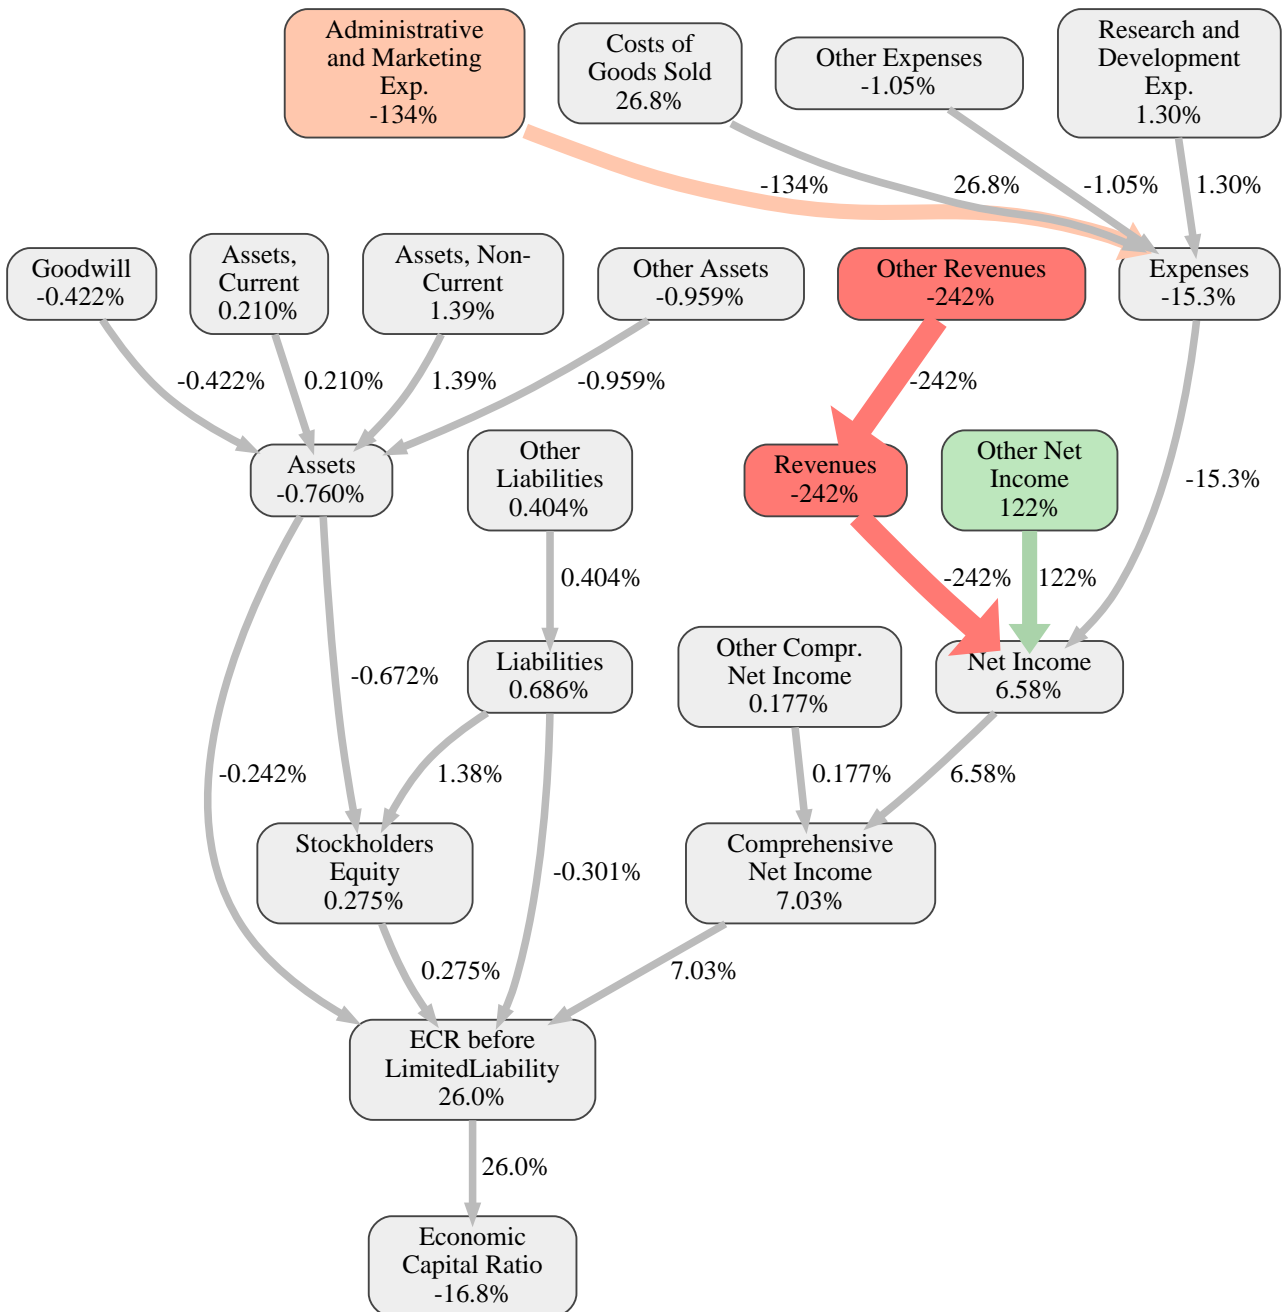 Administrative
and Marketing
Exp.
-134%
Costs of
Goods Sold
26.8%
Other Expenses
-1.05%
Research and
Development
Exp.
1.30%
-134%
26.8%
-1.05%
1.30%
Goodwill
-0.422%
Assets,
Current
0.210%
Assets, Non-
Current
1.39%
Other Assets
-0.959%
Other Revenues
-242%
Expenses
-15.3%
-0.422%
0.210%
1.39%
-0.959%
-242%
Assets
-0.760%
Other
Liabilities
0.404%
Revenues
-242%
Other Net
Income
122%
-15.3%
0.404%
-242%
122%
-0.672%
Liabilities
0.686%
Other Compr.
Net Income
0.177%
Net Income
6.58%
-0.242%
1.38%
0.177%
6.58%
Stockholders
Equity
0.275%
-0.301%
Comprehensive
Net Income
7.03%
0.275%
7.03%
ECR before
LimitedLiability
26.0%
26.0%
Economic
Capital Ratio
-16.8%